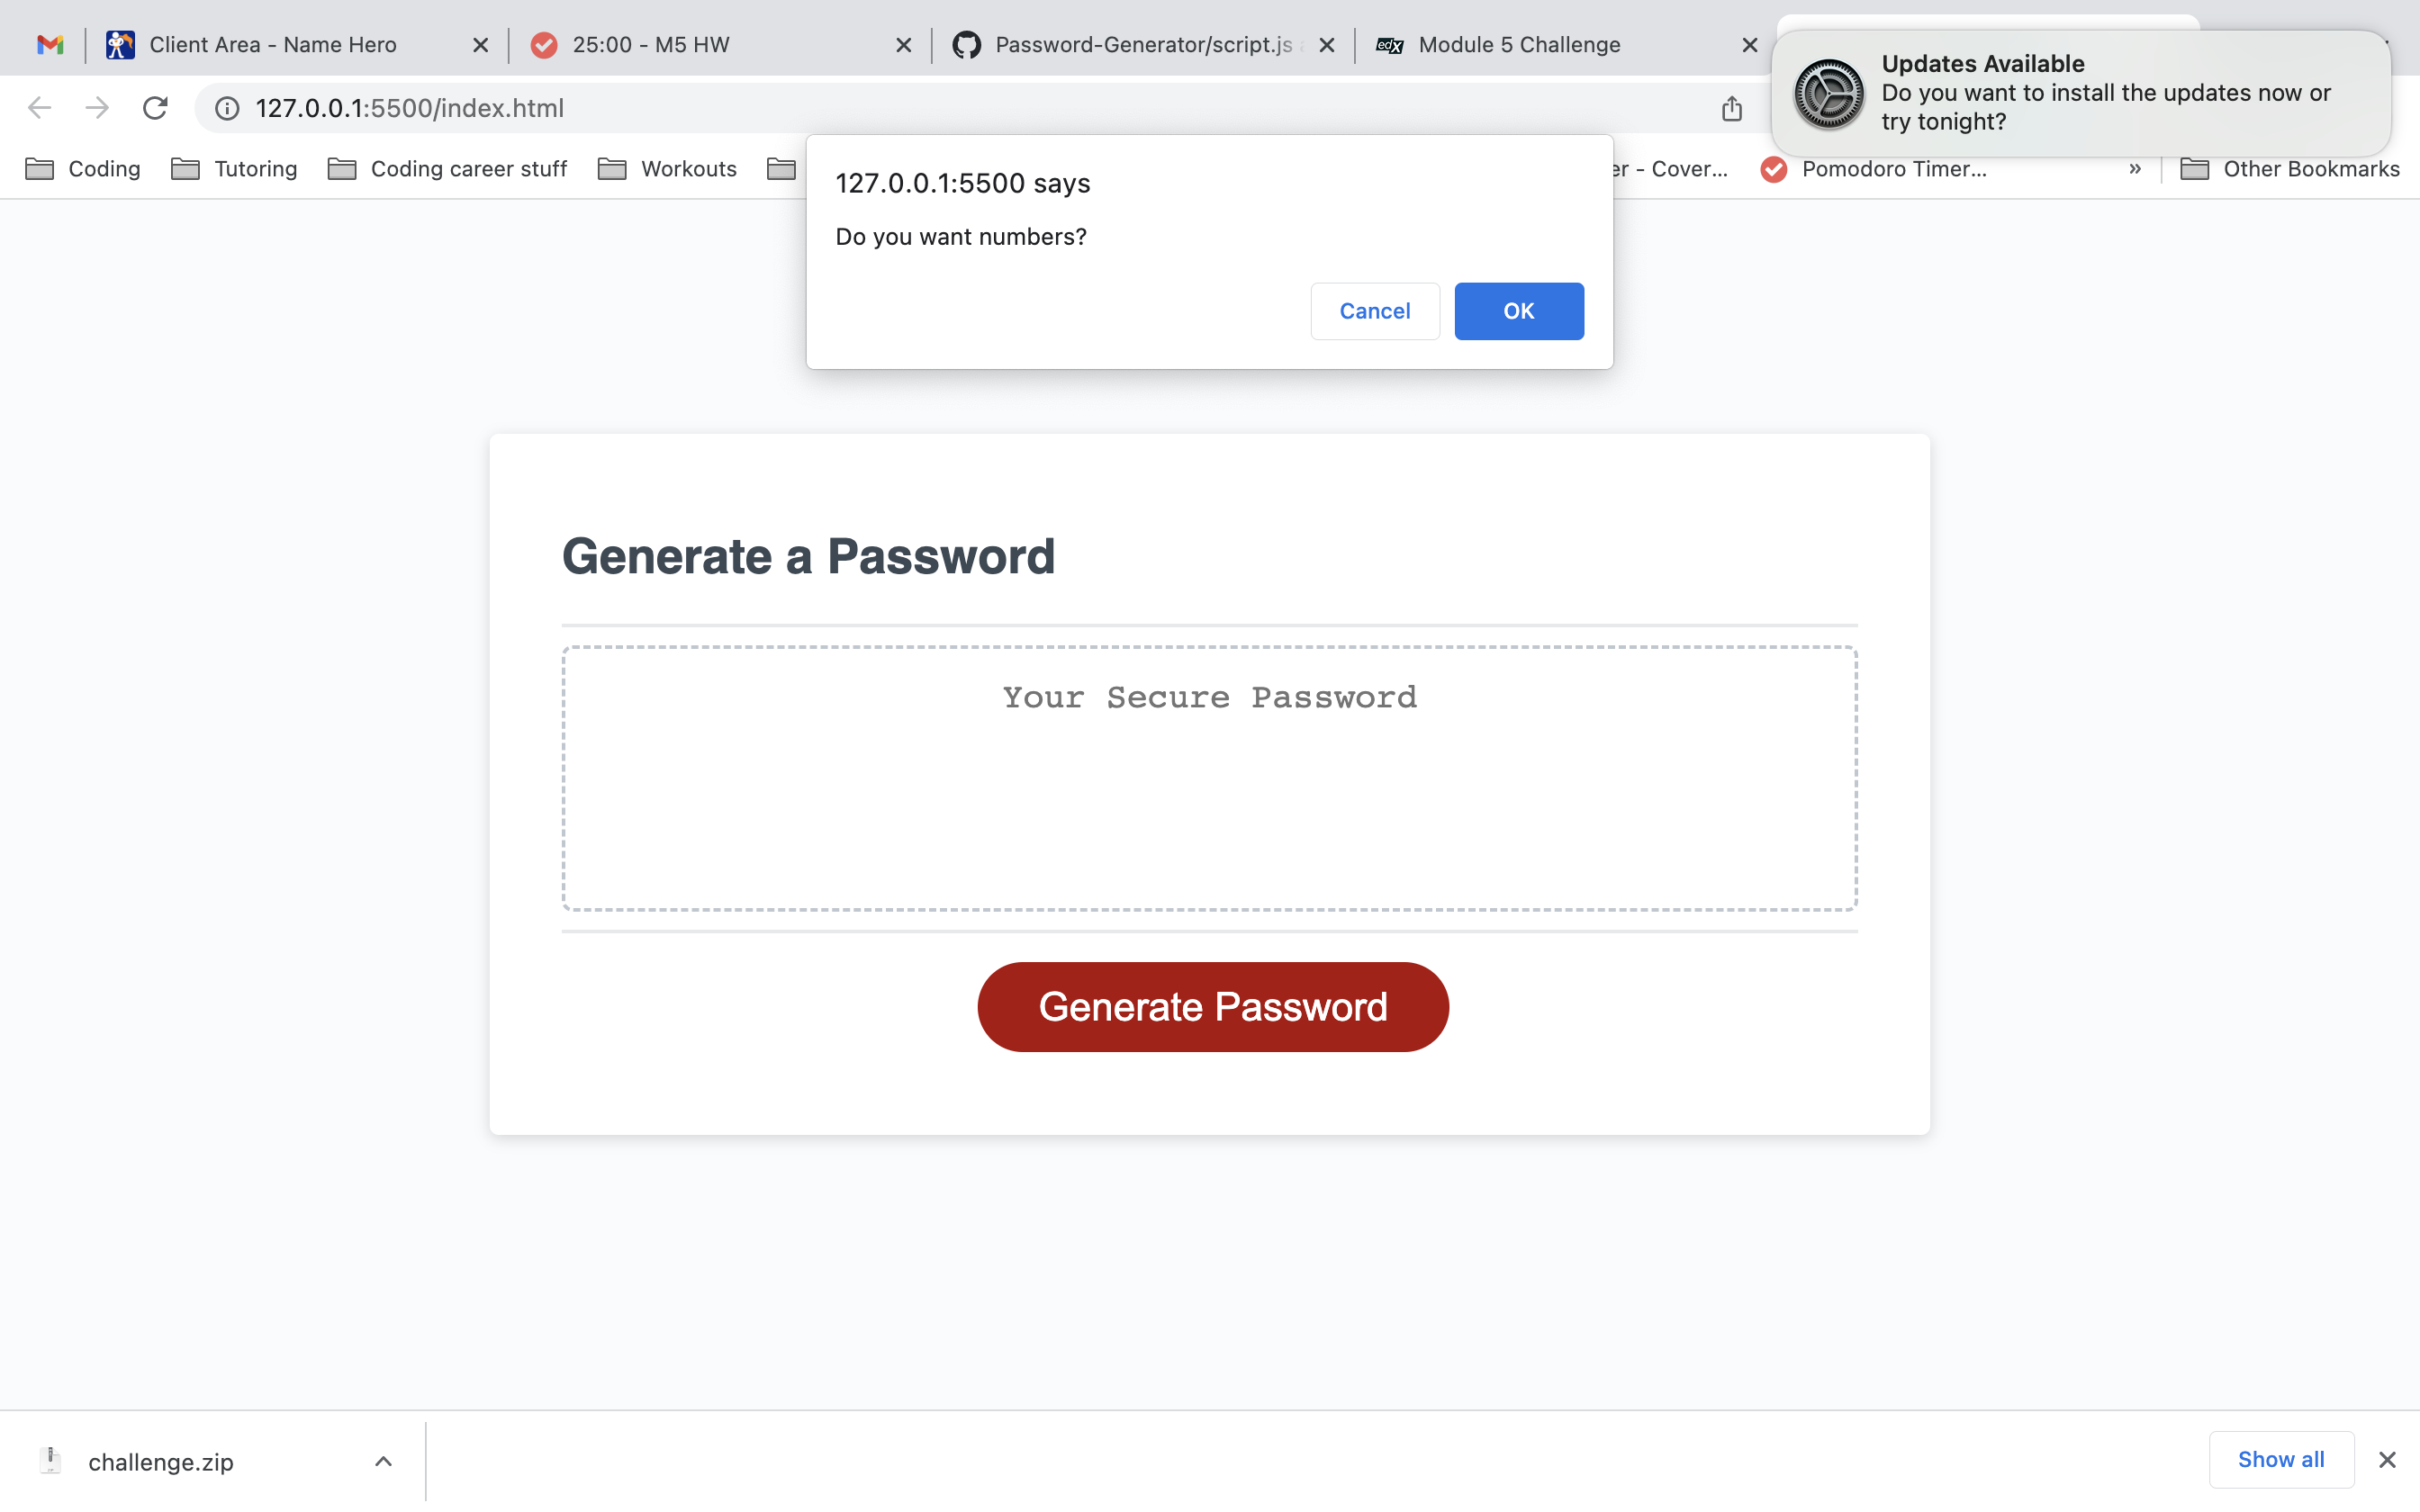 Client Area - Name Hero
25:00 - M5 HW
Password-Generator/script.js
edX
Module 5 Challenge
Updates Available
Do you want to install the updates now or
try tonight?
127.0.0.1:5500/index.html
Coding
Tutoring
Coding career stuff
Workouts
er - Cover...
Pomodoro Timer...
»
Other Bookmarks
127.0.0.1:5500 says
Do you want numbers?
Cancel
OK
Generate a Password
Your Secure Password
Generate Password
challenge.zip
Show all